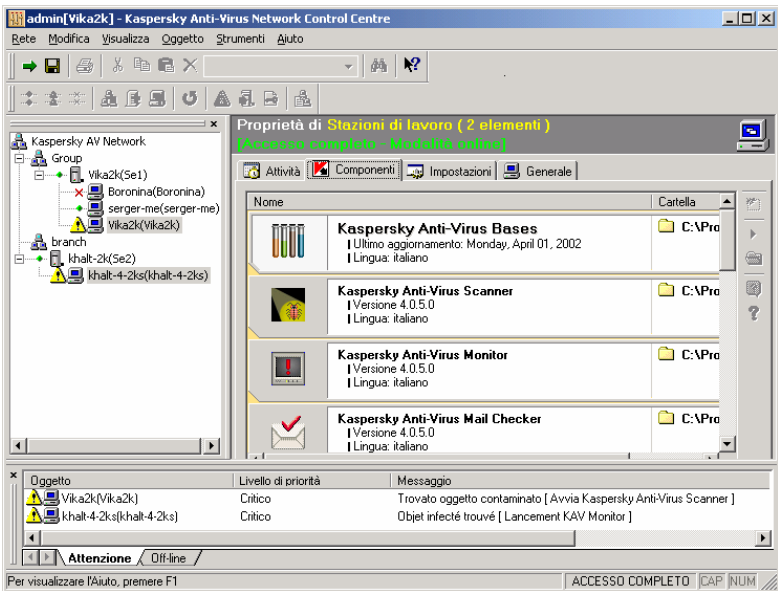 admin[Vika2k] - Kaspersky Anti-Virus Network Control Centre
Rete Modifica Visualizza Oggetto Strumenti Aiuto
Kaspersky AV Network
Group
Vika2k(Se1)
Boronina(Boronina)
serger-me(serger-me)
Vika2k(Vika2k)
branch
khalt-2k(Se2)
khalt-4-2ks(khalt-4-2ks)
Proprietà di Stazioni di lavoro ( 2 elementi )
[Accesso completo - Modalità online]
Attività Componenti Impostazioni Generale
Nome Cartella
Kaspersky Anti-Virus Bases C:\Pro
Ultimo aggiornamento: Monday, April 01, 2002
Lingua: italiano
Kaspersky Anti-Virus Scanner C:\Pro
Versione 4.0.5.0
Lingua: italiano
Kaspersky Anti-Virus Monitor C:\Pro
Versione 4.0.5.0
Lingua: italiano
Kaspersky Anti-Virus Mail Checker C:\Pro
Versione 4.0.5.0
Lingua: italiano
Oggetto Livello di priorità Messaggio
Vika2k(Vika2k) Critico Trovato oggetto contaminato [ Avvia Kaspersky Anti-Virus Scanner ]
khalt-4-2ks(khalt-4-2ks) Critico Objet infecté trouvé [ Lancement KAV Monitor ]
Attenzione Off-line
Per visualizzare l'Aiuto, premere F1 ACCESSO COMPLETO CAP NUM